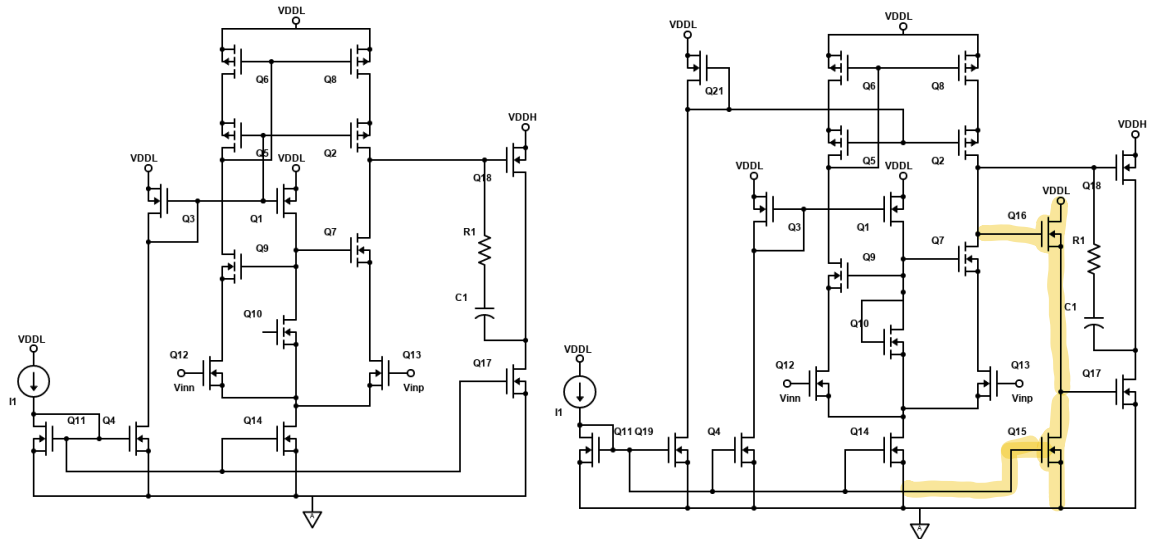 VDDL
Q6
Q8
Q5
Q2
VDDH
VDDL
VDDL
Q18
Q3
Q1
R1
Q9
Q7
C1
Q10
VDDL
Q12
Q13
Vinn
Vinp
Q17
I1
Q11
Q4
Q14
A
VDDL
VDDL
Q21
Q6
Q8
VDDH
Q5
Q2
VDDL
VDDL
Q18
VDDL
Q3
Q1
Q16
Q7
R1
Q9
C1
Q10
VDDL
Q12
Q13
Vinn
Vinp
Q17
I1
Q11
Q19
Q4
Q14
Q15
A